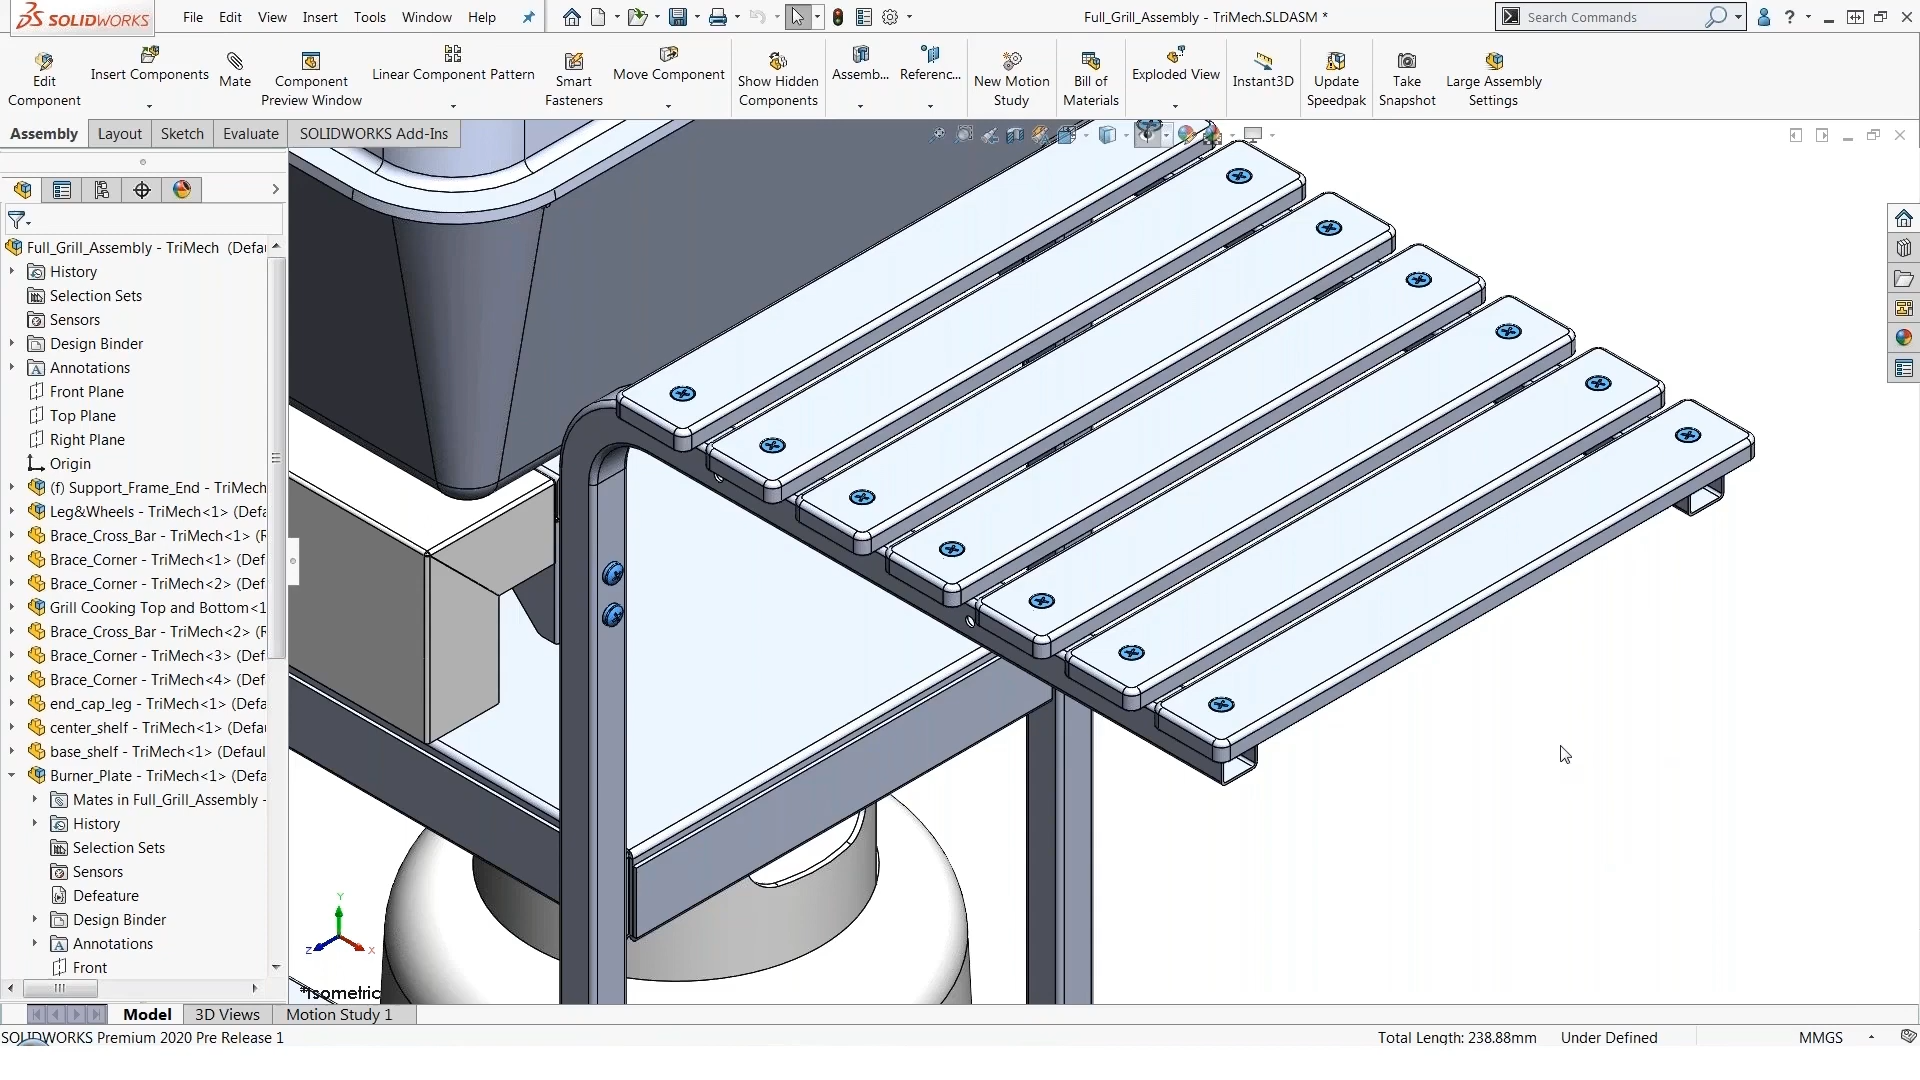 SOLIDWORKS File Edit View Insert Tools Window Help Full_Grill_Assembly - TriMech.SLDASM * Search Commands ?
Edit Component
Insert Components
Mate
Component Preview Window
Linear Component Pattern
Smart Fasteners
Move Component
Show Hidden Components
Assemb...
Referenc...
New Motion Study
Bill of Materials
Exploded View
Instant3D
Update Speedpak
Take Snapshot
Large Assembly Settings
Assembly Layout Sketch Evaluate SOLIDWORKS Add-Ins
Full_Grill_Assembly - TriMech (Defau
History
Selection Sets
Sensors
Design Binder
Annotations
Front Plane
Top Plane
Right Plane
Origin
(f) Support_Frame_End - TriMech
Leg&Wheels - TriMech<1> (Defa
Brace_Cross_Bar - TriMech<1> (R
Brace_Corner - TriMech<1> (Def
Brace_Corner - TriMech<2> (Def
Grill Cooking Top and Bottom<1
Brace_Cross_Bar - TriMech<2> (R
Brace_Corner - TriMech<3> (Def
Brace_Corner - TriMech<4> (Def
end_cap_leg - TriMech<1> (Defa
center_shelf - TriMech<1> (Defau
base_shelf - TriMech<1> (Defaul
Burner_Plate - TriMech<1> (Defa
Mates in Full_Grill_Assembly -
History
Selection Sets
Sensors
Defeature
Design Binder
Annotations
Front
Y
Z
X
*Isometric
Model 3D Views Motion Study 1
SOLIDWORKS Premium 2020 Pre Release 1 Total Length: 238.88mm Under Defined MMGS